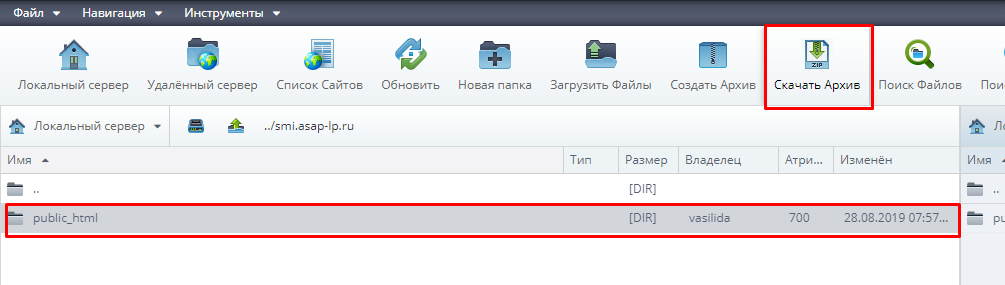 Файл Навигация Инструменты
ZIP
Локальный сервер Удалённый сервер Список Сайтов Обновить Новая папка Загрузить Файлы Создать Архив Скачать Архив Поиск Файлов
Локальный сервер ../smi.asap-lp.ru
Имя Тип Размер Владелец Атри... Изменён Имя
.. [DIR] ..
public_html [DIR] vasilida 700 28.08.2019 07:57...